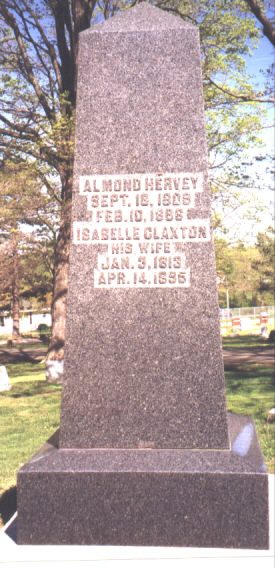 ALMOND HERVEY
SEPT. 18, 1808
FEB. 10, 1888
ISABELLE CLAXTON
HIS WIFE
JAN. 3, 1813
APR. 14, 1895